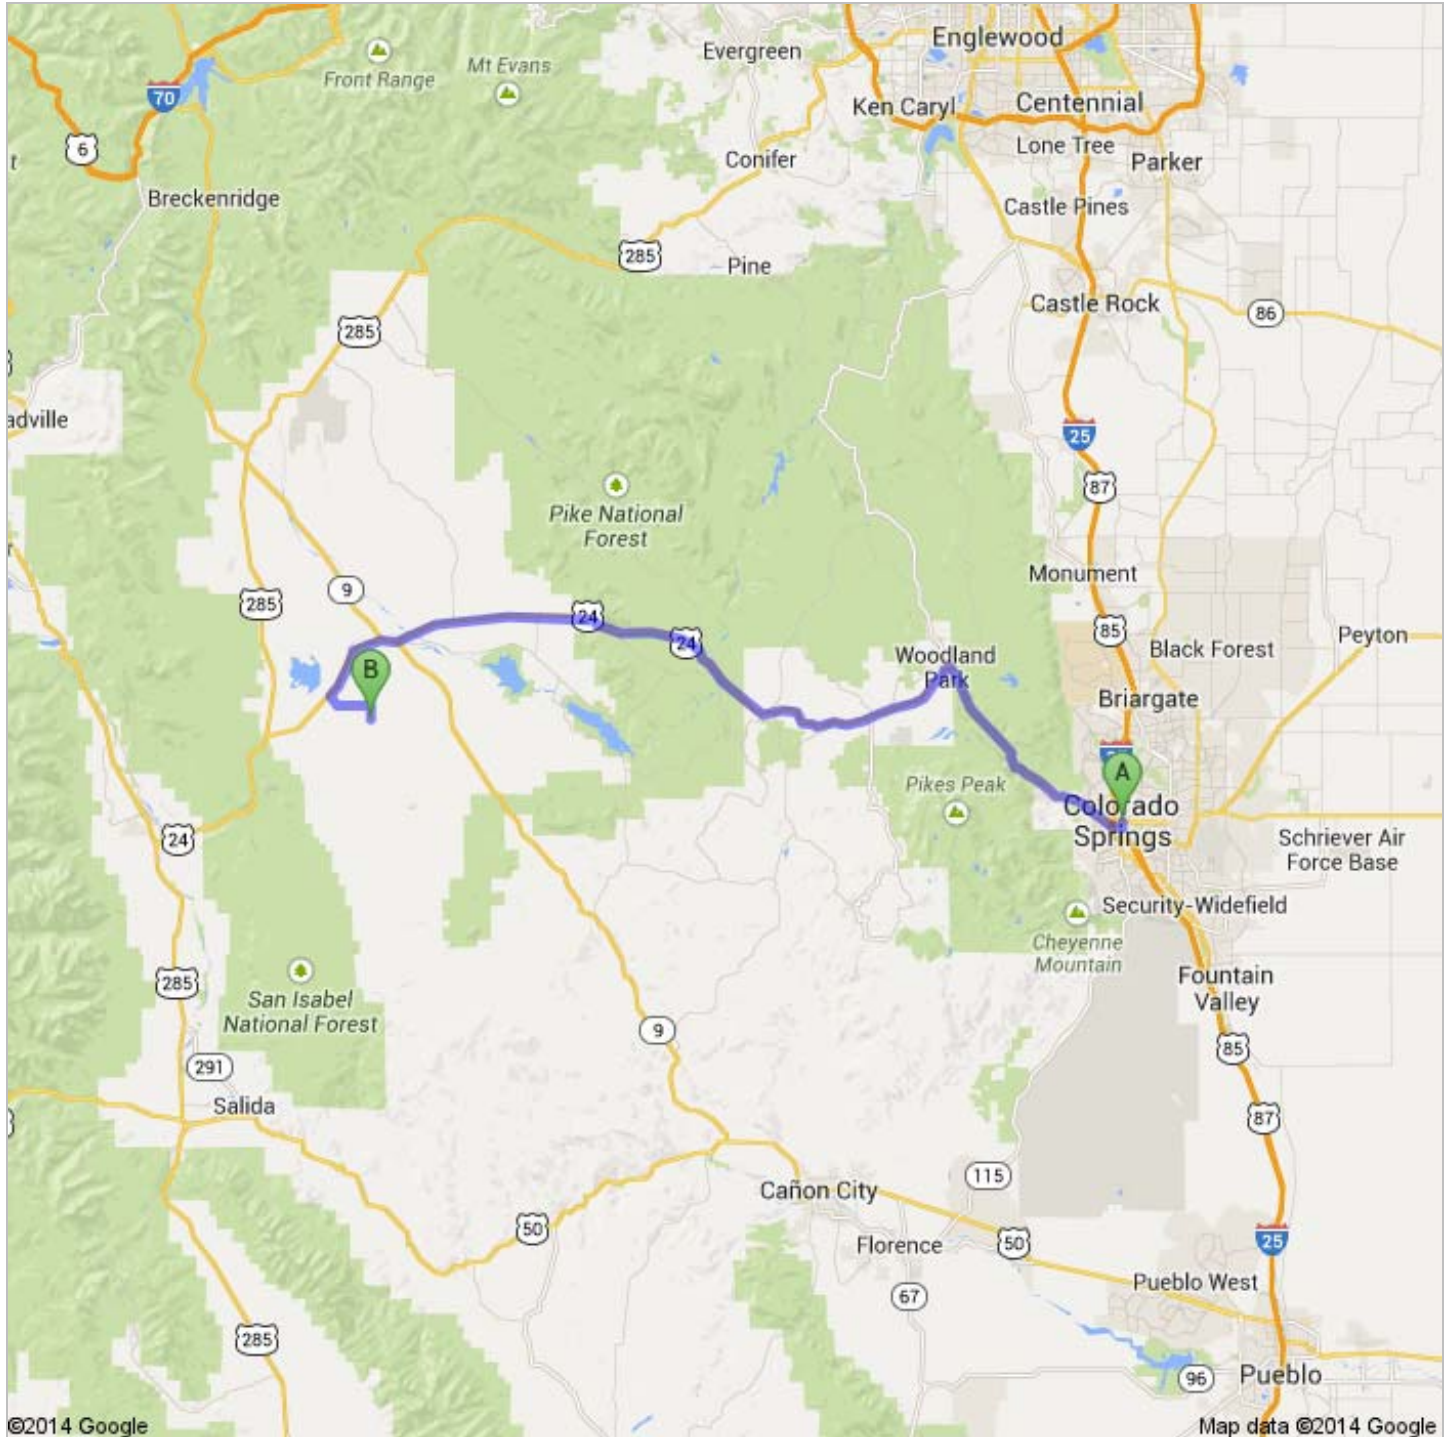 Evergreen
Englewood
Front Range
Mt Evans
70
Ken Caryl
Centennial
6
Lone Tree
Conifer
Parker
t
Breckenridge
Castle Pines
285
Pine
Castle Rock
86
285
adville
25
87
Pike National
Forest
Monument
9
285
24
85
Peyton
24
Black Forest
Woodland
Park
B
Briargate
A
Pikes Peak
Colorado
Springs
24
Schriever Air
Force Base
Security-Widefield
Cheyenne
Mountain
285
San Isabel
National Forest
Fountain
Valley
9
85
291
Salida
87
115
Cañon City
50
Florence
50
25
Pueblo West
67
285
Pueblo
96
©2014 Google
Map data ©2014 Google